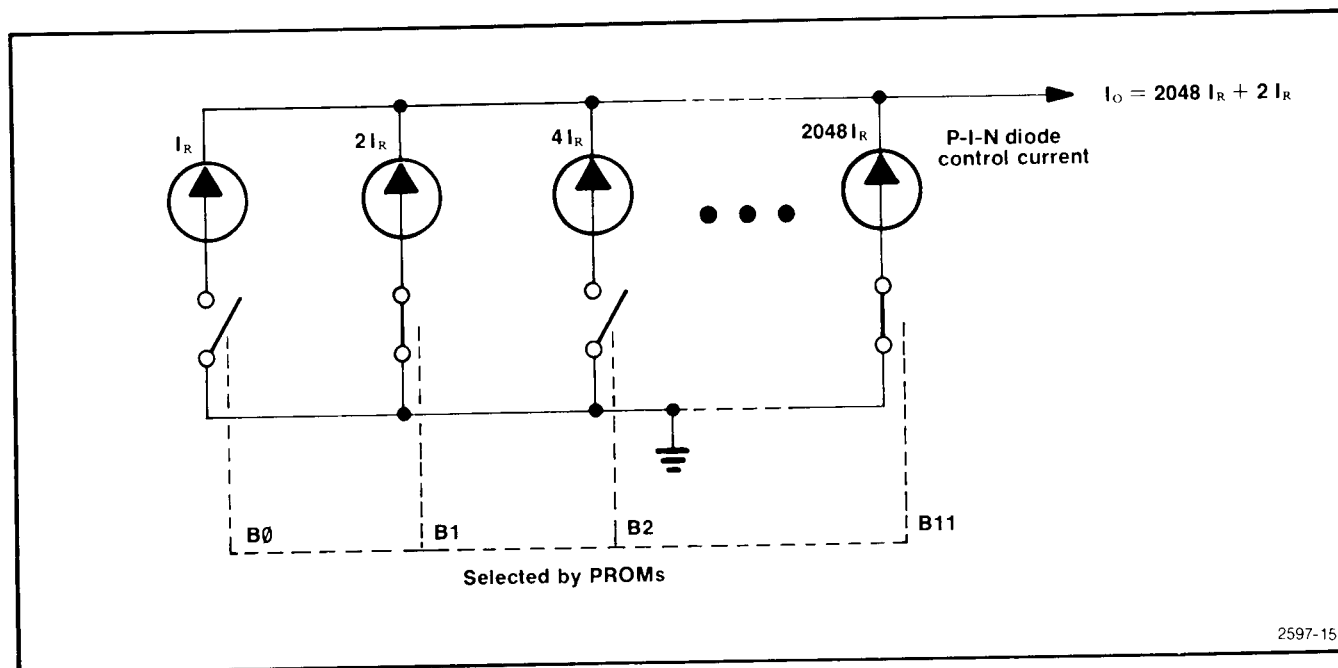 I_O = 2048 I_R + 2 I_R
P-I-N diode
control current
I_R
2 I_R
4 I_R
2048 I_R
BØ
B1
B2
B11
Selected by PROMs
2597-15